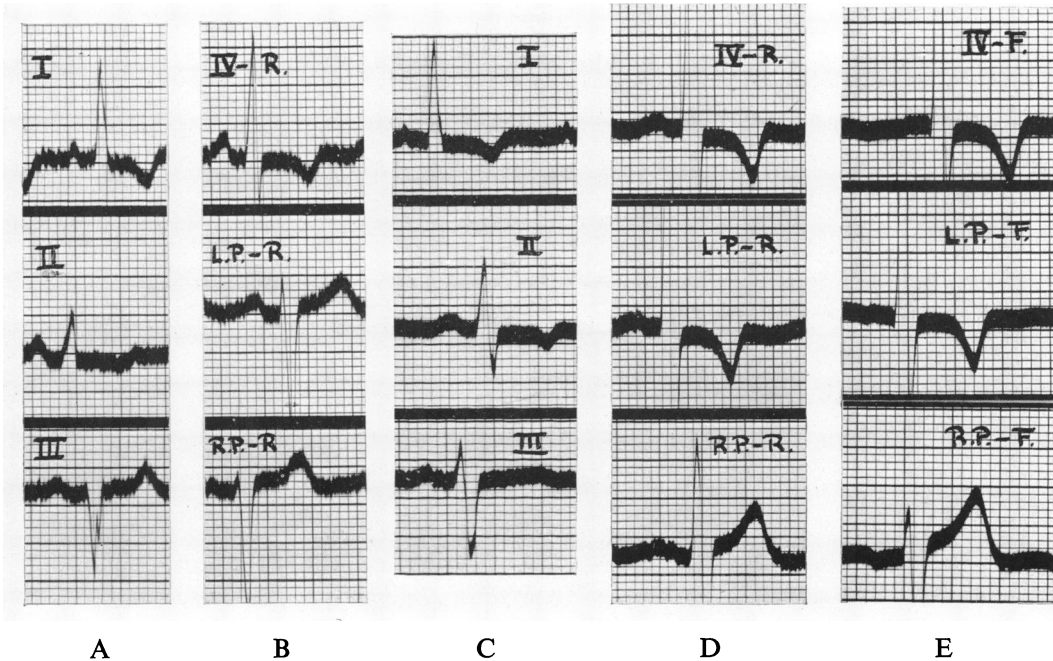 I
II
III
IV-R.
L.P.-R.
R.P.-R
I
II
III
IV-R.
L.P.-R.
R.P.-R.
IV-F.
L.P.-F.
R.P.-F.
A B C D E